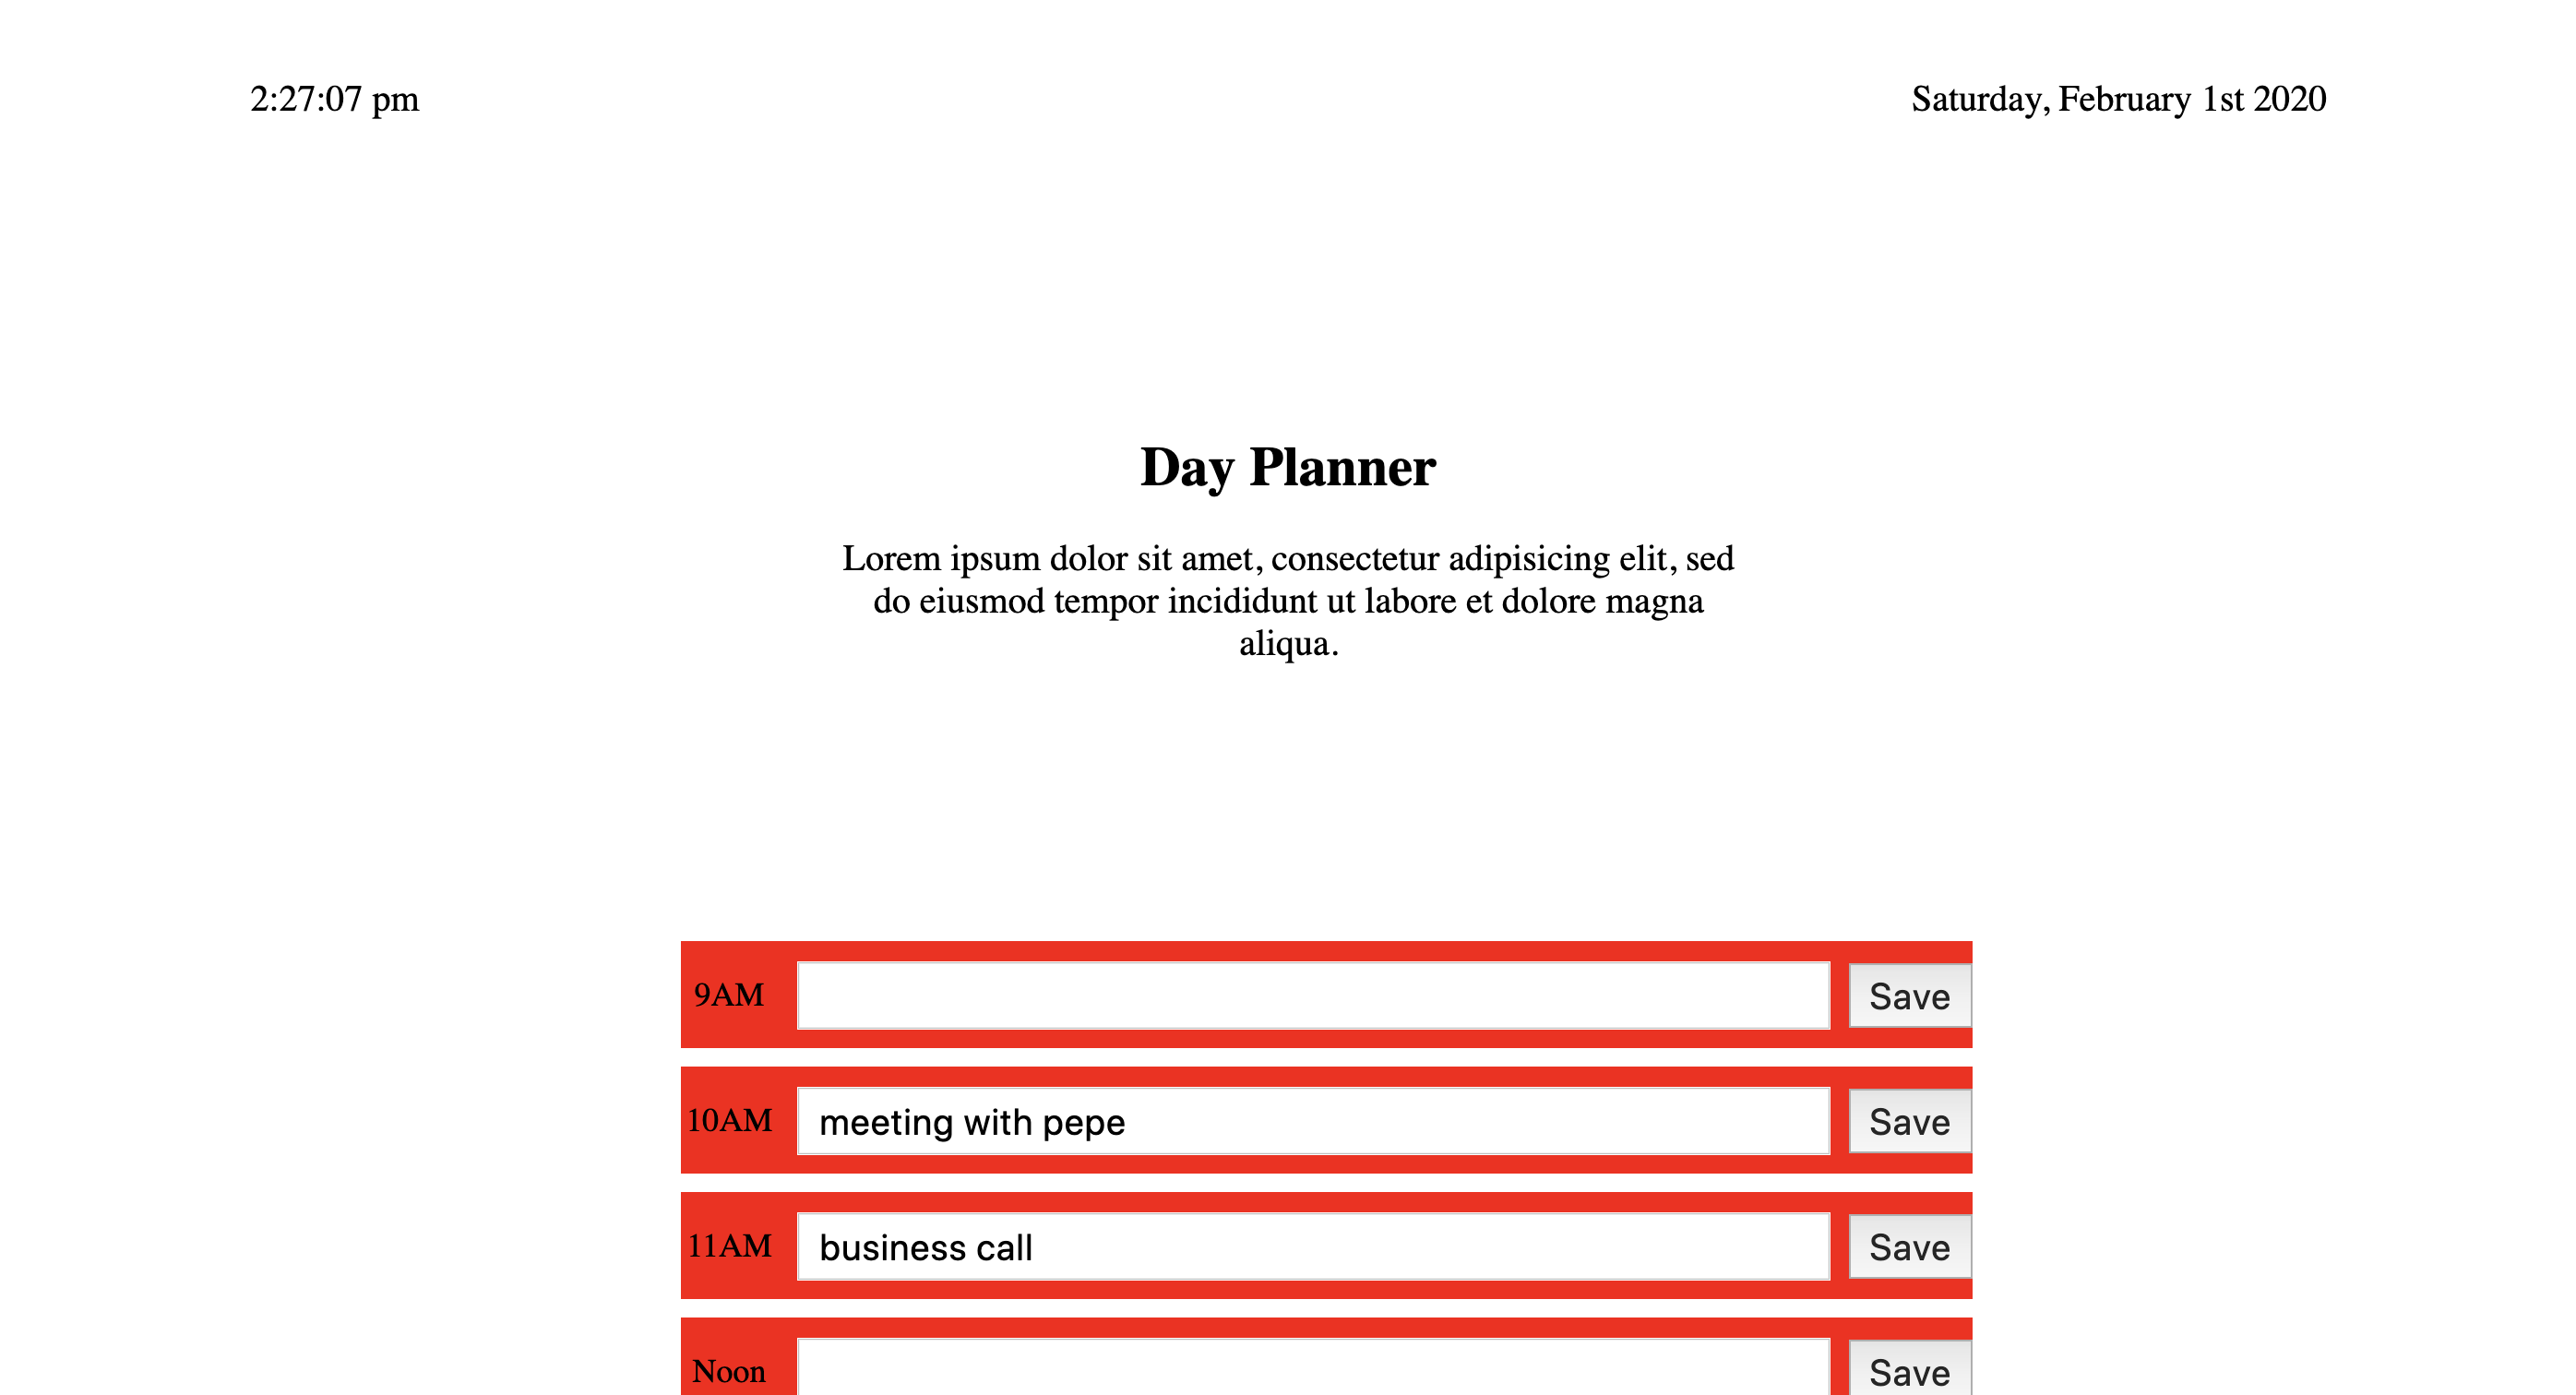 2:27:07 pm
Saturday, February 1st 2020
Day Planner
Lorem ipsum dolor sit amet, consectetur adipisicing elit, sed
do eiusmod tempor incididunt ut labore et dolore magna
aliqua.
9AM
Save
10AM
meeting with pepe
Save
11AM
business call
Save
Noon
Save